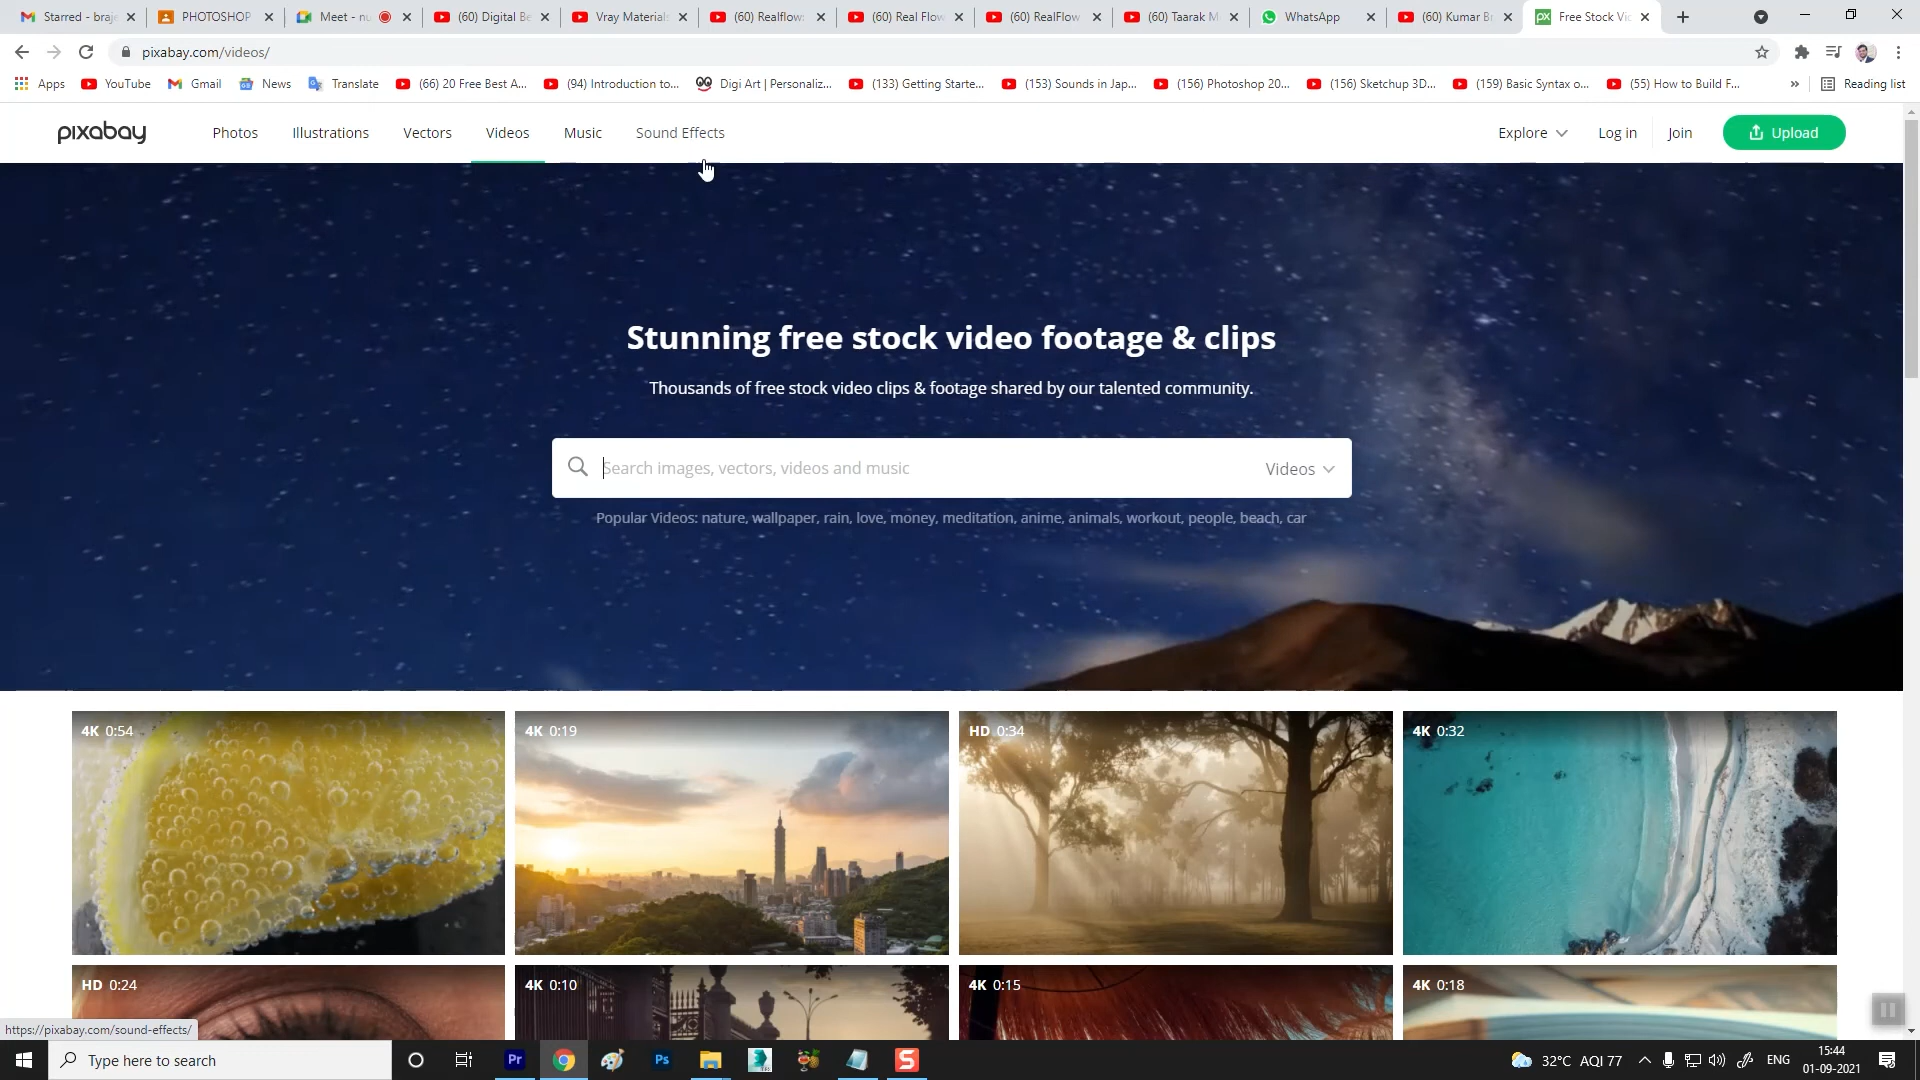 Starred - braje
PHOTOSHOP
Meet - nu
(60) Digital Be
Vray Material
(60) Realflow
(60) Real Flow
(60) RealFlow
(60) Taarak M
WhatsApp
(60) Kumar B
Free Stock Vic
pixabay.com/videos/
Apps
YouTube
Gmail
News
Translate
(66) 20 Free Best A...
(94) Introduction to...
Digi Art | Personaliz...
(133) Getting Starte...
(153) Sounds in Jap...
(156) Photoshop 20...
(156) Sketchup 3D...
(159) Basic Syntax o...
(55) How to Build F...
»
Reading list
pixabay
Photos
Illustrations
Vectors
Videos
Music
Sound Effects
Explore
Log in
Join
Upload
Stunning free stock video footage & clips
Thousands of free stock video clips & footage shared by our talented community.
Search images, vectors, videos and music
Videos
Popular Videos: nature, wallpaper, rain, love, money, meditation, anime, animals, workout, people, beach, car
4K 0:54
4K 0:19
HD 0:34
4K 0:32
HD 0:24
4K 0:10
4K 0:15
4K 0:18
https://pixabay.com/sound-effects/
Type here to search
Pr
Ps
S
32°C AQI 77
ENG
15:44
01-09-2021